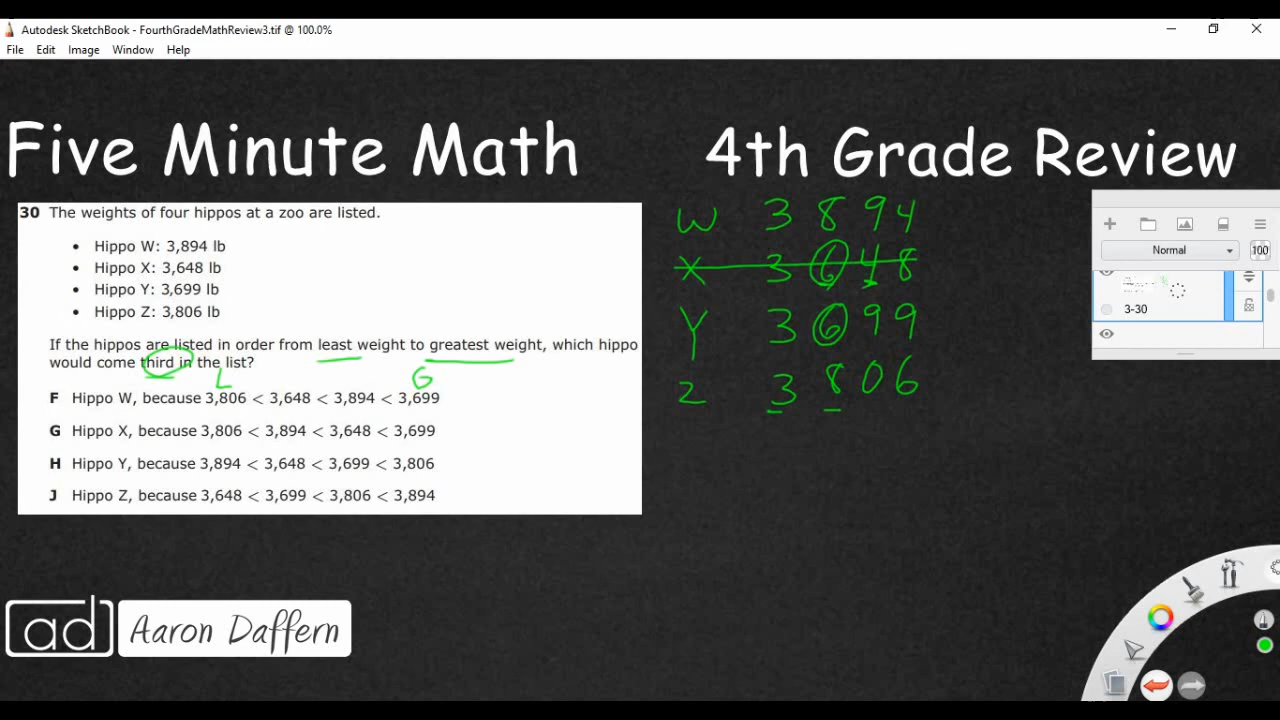 Autodesk SketchBook - FourthGradeMathReview3.tif @ 100.0%
File Edit Image Window Help
Five Minute Math
4th Grade Review
30 The weights of four hippos at a zoo are listed.
• Hippo W: 3,894 lb
• Hippo X: 3,648 lb
• Hippo Y: 3,699 lb
• Hippo Z: 3,806 lb
If the hippos are listed in order from least weight to greatest weight, which hippo
would come third in the list?
L G
F Hippo W, because 3,806 < 3,648 < 3,894 < 3,699
G Hippo X, because 3,806 < 3,894 < 3,648 < 3,699
H Hippo Y, because 3,894 < 3,648 < 3,699 < 3,806
J Hippo Z, because 3,648 < 3,699 < 3,806 < 3,894
W 3 8 9 4
X 3 6 4 8
Y 3 6 9 9
Z 3 8 0 6
Normal 100
3-30
ad Aaron Daffern